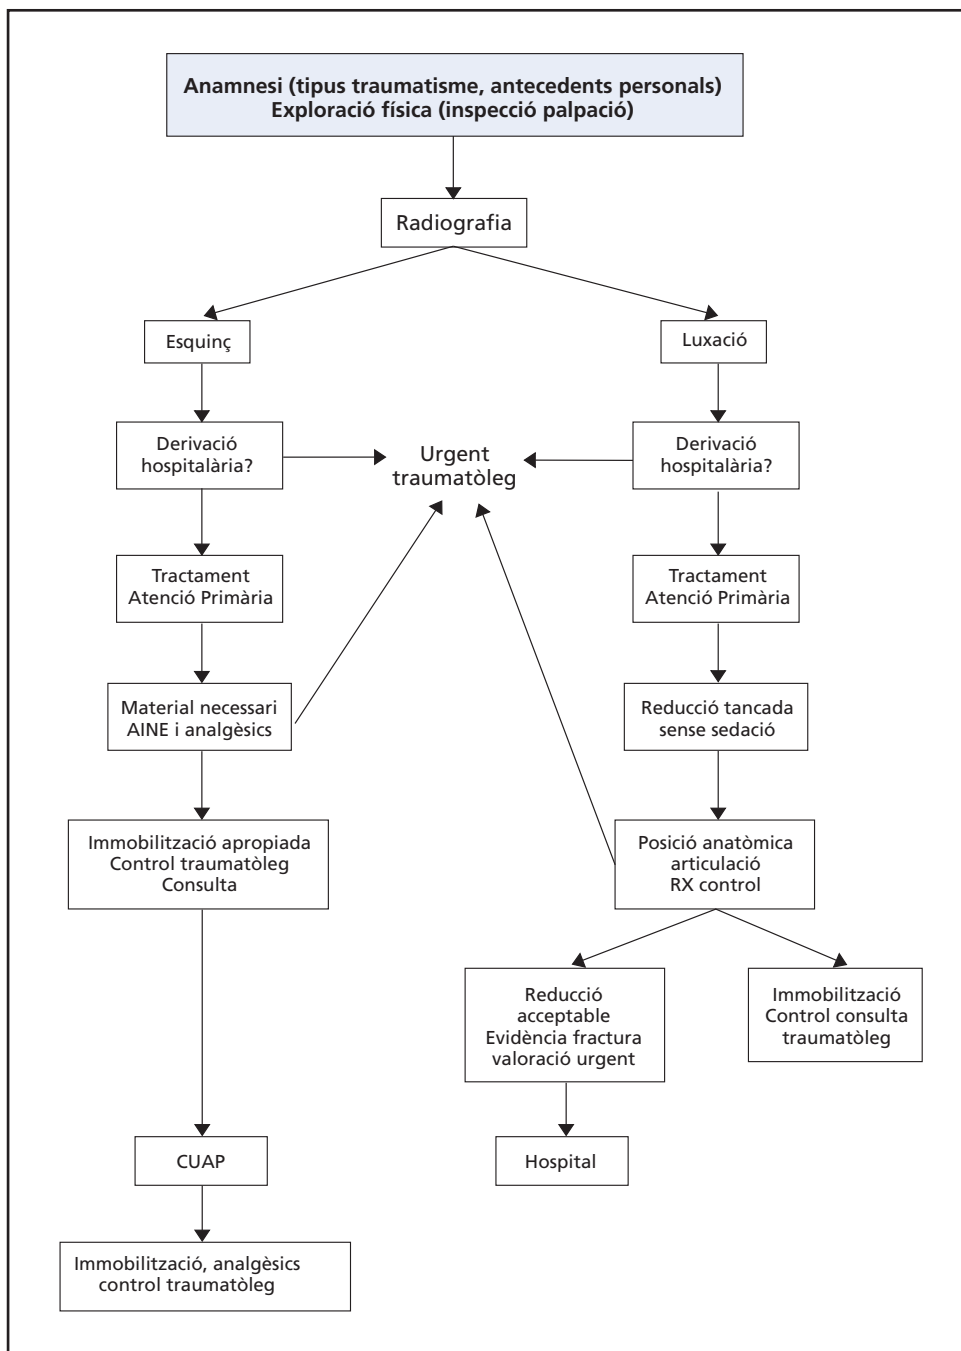 Anamnesi (tipus traumatisme, antecedents personals)
Exploració física (inspecció palpació)
Radiografia
Esquinç
Luxació
Derivació
hospitalària?
Urgent
traumatòleg
Derivació
hospitalària?
Tractament
Atenció Primària
Tractament
Atenció Primària
Material necessari
AINE i analgèsics
Reducció tancada
sense sedació
Immobilització apropiada
Control traumatòleg
Consulta
Posició anatòmica
articulació
RX control
Reducció
acceptable
Evidència fractura
valoració urgent
Immobilització
Control consulta
traumatòleg
CUAP
Hospital
Immobilització, analgèsics
control traumatòleg